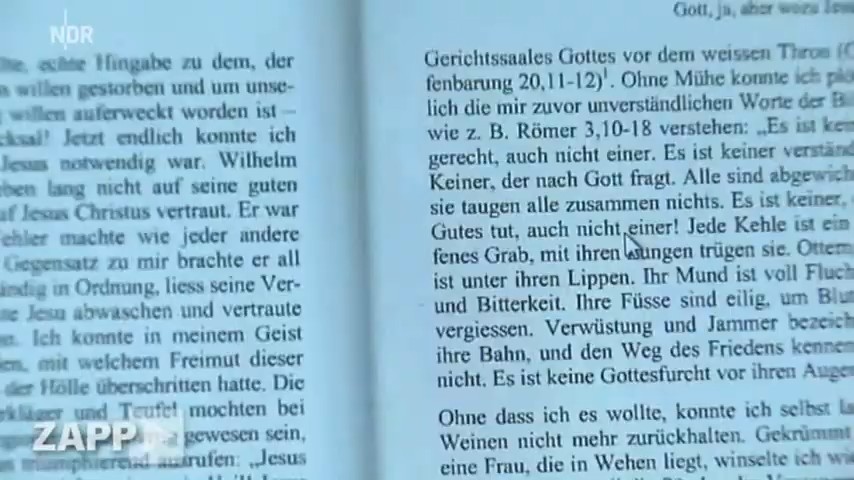 NDR
Gott, ja, aber wozu
echte Hingabe zu dem, der
willen gestorben und um unse-
willen auferweckt worden ist –
Jetzt endlich konnte ich
Jesus notwendig war. Wilhelm
lang nicht auf seine guten
Jesus Christus vertraut. Er war
machte wie jeder andere
Gegensatz zu mir brachte er all
in Ordnung, liess seine Ver-
Jesu abwaschen und vertraute
Ich konnte in meinem Geist
mit welchem Freimut dieser
der Hölle überschritten hatte. Die
und Teufel mochten bei
gewesen sein,
ausrufen: „Jesus
Gerichtssaales Gottes vor dem weissen Thron
fenbarung 20,11-12)¹. Ohne Mühe konnte ich
lich die mir zuvor unverständlichen Worte der
wie z. B. Römer 3,10-18 verstehen: „Es ist
gerecht, auch nicht einer. Es ist keiner
Keiner, der nach Gott fragt. Alle sind
sie taugen alle zusammen nichts. Es ist keiner,
Gutes tut, auch nicht einer! Jede Kehle ist ein
fenes Grab, mit ihren Zungen trügen sie.
ist unter ihren Lippen. Ihr Mund ist voll Fluch
und Bitterkeit. Ihre Füsse sind eilig, um
vergiessen. Verwüstung und Jammer
ihre Bahn, und den Weg des Friedens
nicht. Es ist keine Gottesfurcht vor ihren
Ohne dass ich es wollte, konnte ich selbst
Weinen nicht mehr zurückhalten. Gekrümmt
eine Frau, die in Wehen liegt, winselte ich
ZAPP